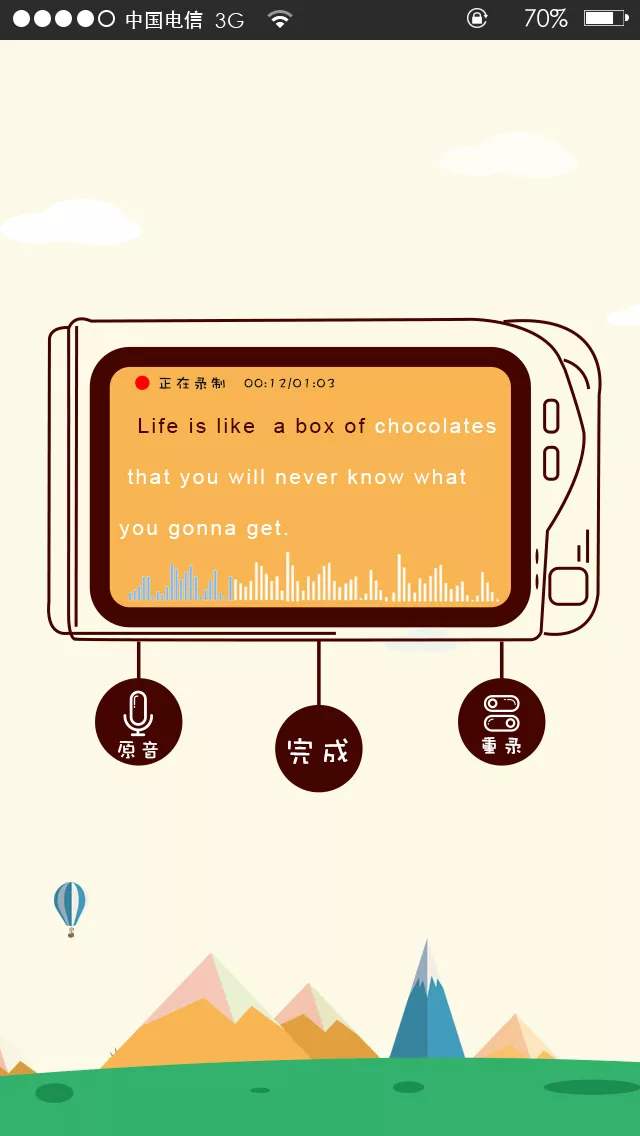 中国电信 3G 70%
正在录制 00:12/01:03
Life is like a box of chocolates
that you will never know what
you gonna get.
原音
完成
重录